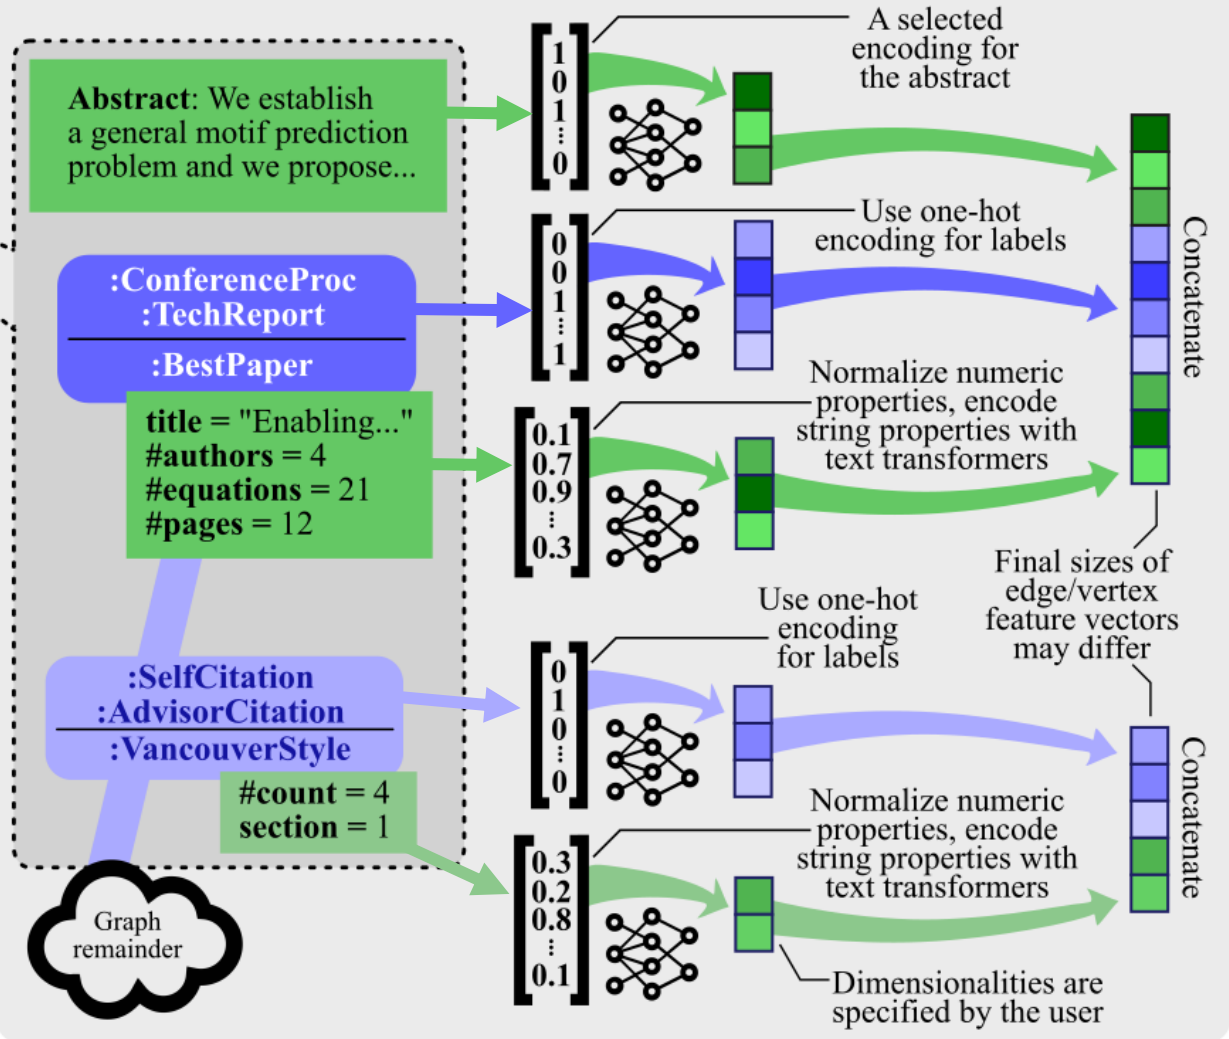 Abstract: We establish
a general motif prediction
problem and we propose...
:ConferenceProc
:TechReport
:BestPaper
title = "Enabling..."
#authors = 4
#equations = 21
#pages = 12
:SelfCitation
:AdvisorCitation
:VancouverStyle
#count = 4
section = 1
Graph
remainder
1
0
1
...
0
A selected
encoding for
the abstract
0
0
1
...
1
Use one-hot
encoding for labels
0.1
0.7
0.9
...
0.3
Normalize numeric
properties, encode
string properties with
text transformers
Concatenate
Final sizes of
edge/vertex
feature vectors
may differ
0
1
0
...
0
Use one-hot
encoding
for labels
0.3
0.2
0.8
...
0.1
Normalize numeric
properties, encode
string properties with
text transformers
Concatenate
Dimensionalities are
specified by the user